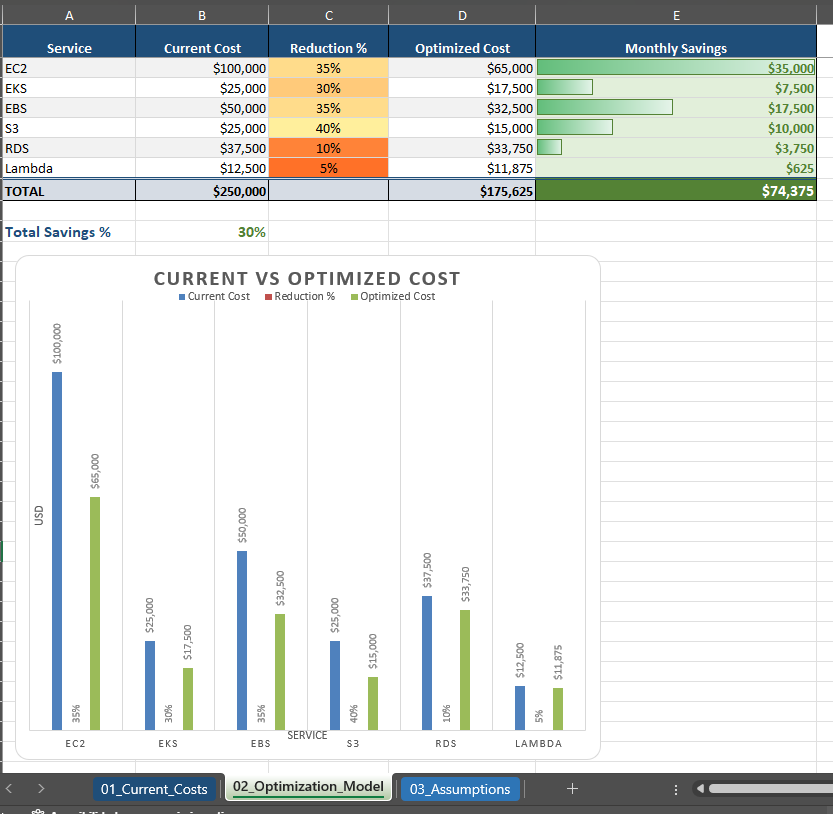 A B C D E
Service Current Cost Reduction % Optimized Cost Monthly Savings
EC2 $100,000 35% $65,000 $35,000
EKS $25,000 30% $17,500 $7,500
EBS $50,000 35% $32,500 $17,500
S3 $25,000 40% $15,000 $10,000
RDS $37,500 10% $33,750 $3,750
Lambda $12,500 5% $11,875 $625
TOTAL $250,000 $175,625 $74,375
Total Savings % 30%
CURRENT VS OPTIMIZED COST
Current Cost Reduction % Optimized Cost
USD
$100,000 35% $65,000
$25,000 30% $17,500
$50,000 35% $32,500
$25,000 40% $15,000
$37,500 10% $33,750
$12,500 5% $11,875
EC2 EKS EBS S3 RDS LAMBDA
SERVICE
01_Current_Costs 02_Optimization_Model 03_Assumptions